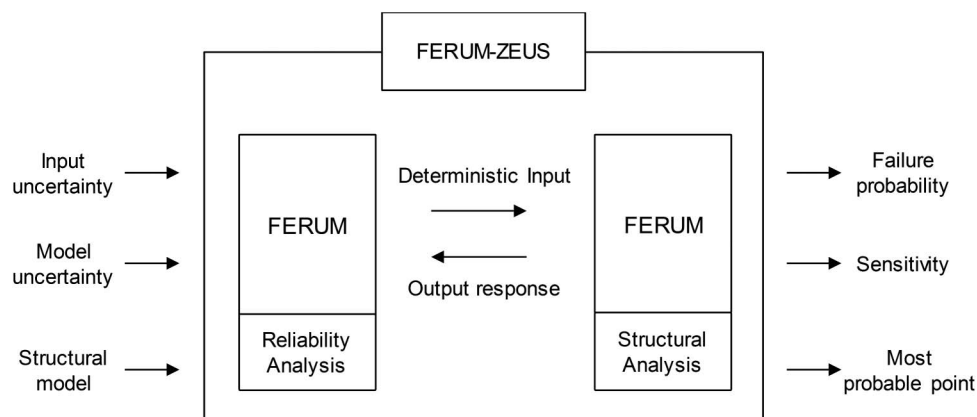 FERUM-ZEUS
Input
uncertainty
Model
uncertainty
Structural
model
FERUM
Reliability
Analysis
Deterministic Input
Output response
FERUM
Structural
Analysis
Failure
probability
Sensitivity
Most
probable point